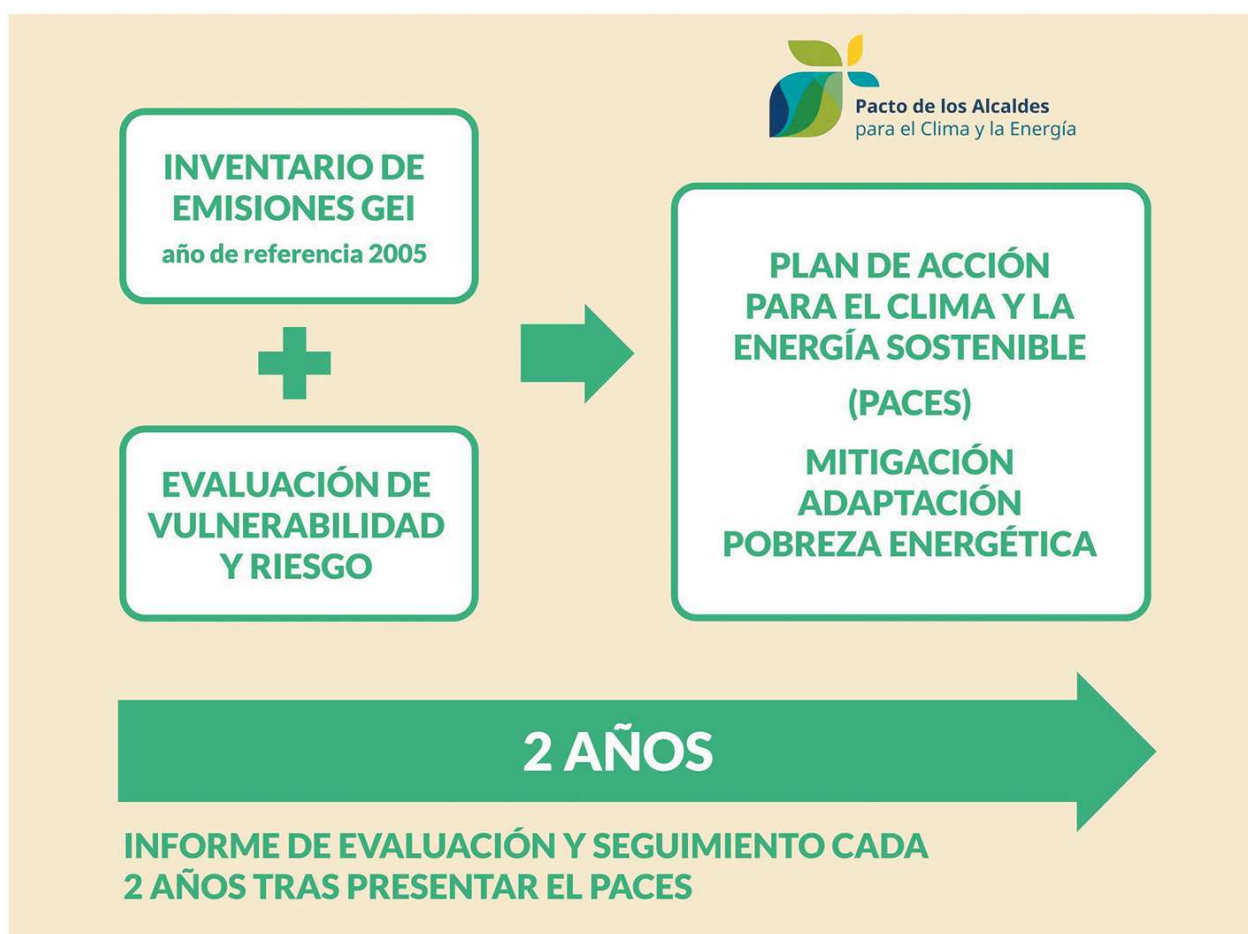 Pacto de los Alcaldes
para el Clima y la Energía
INVENTARIO DE
EMISIONES GEI
año de referencia 2005
EVALUACIÓN DE
VULNERABILIDAD
Y RIESGO
PLAN DE ACCIÓN
PARA EL CLIMA Y LA
ENERGÍA SOSTENIBLE
(PACES)
MITIGACIÓN
ADAPTACIÓN
POBREZA ENERGÉTICA
2 AÑOS
INFORME DE EVALUACIÓN Y SEGUIMIENTO CADA
2 AÑOS TRAS PRESENTAR EL PACES